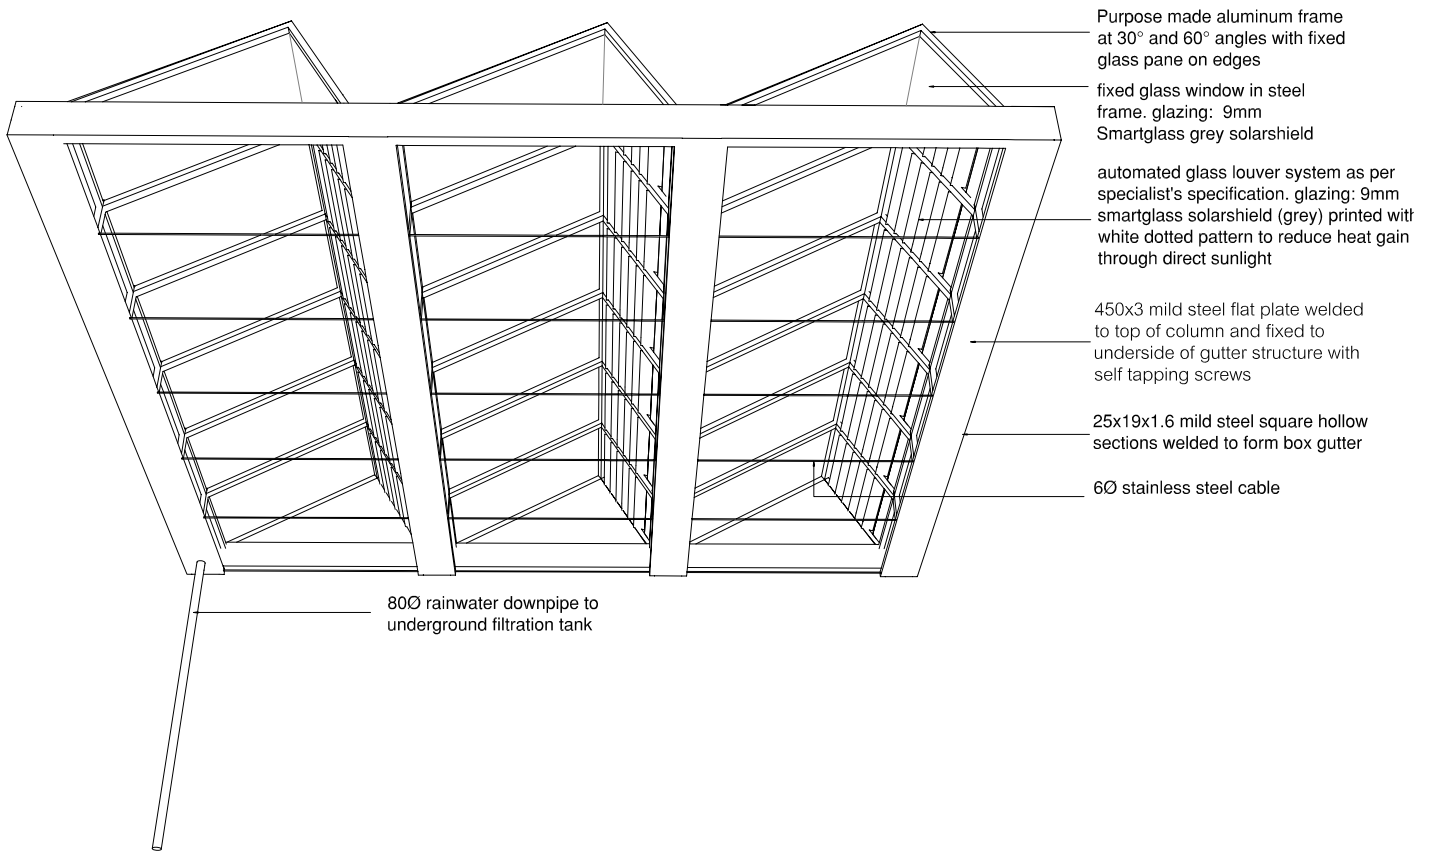 Purpose made aluminum frame
at 30° and 60° angles with fixed
glass pane on edges
fixed glass window in steel
frame. glazing: 9mm
Smartglass grey solarshield
automated glass louver system as per
specialist's specification. glazing: 9mm
smartglass solarshield (grey) printed with
white dotted pattern to reduce heat gain
through direct sunlight
450x3 mild steel flat plate welded
to top of column and fixed to
underside of gutter structure with
self tapping screws
25x19x1.6 mild steel square hollow
sections welded to form box gutter
6Ø stainless steel cable
80Ø rainwater downpipe to
underground filtration tank